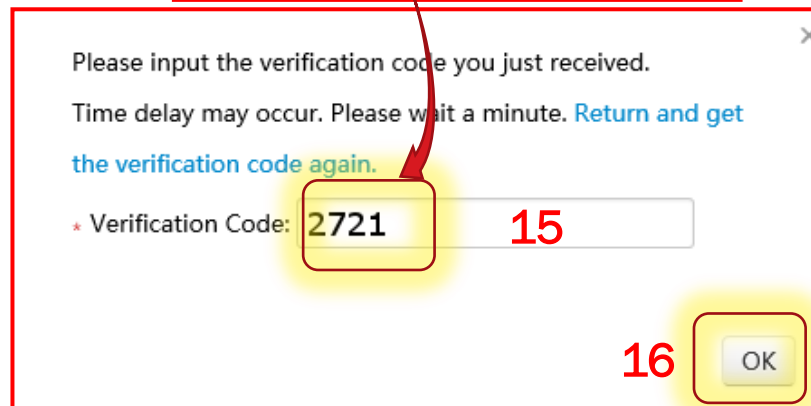 Please input the verification code you just received.
Time delay may occur. Please wait a minute. Return and get
the verification code again.
* Verification Code: 2721 15
16 OK